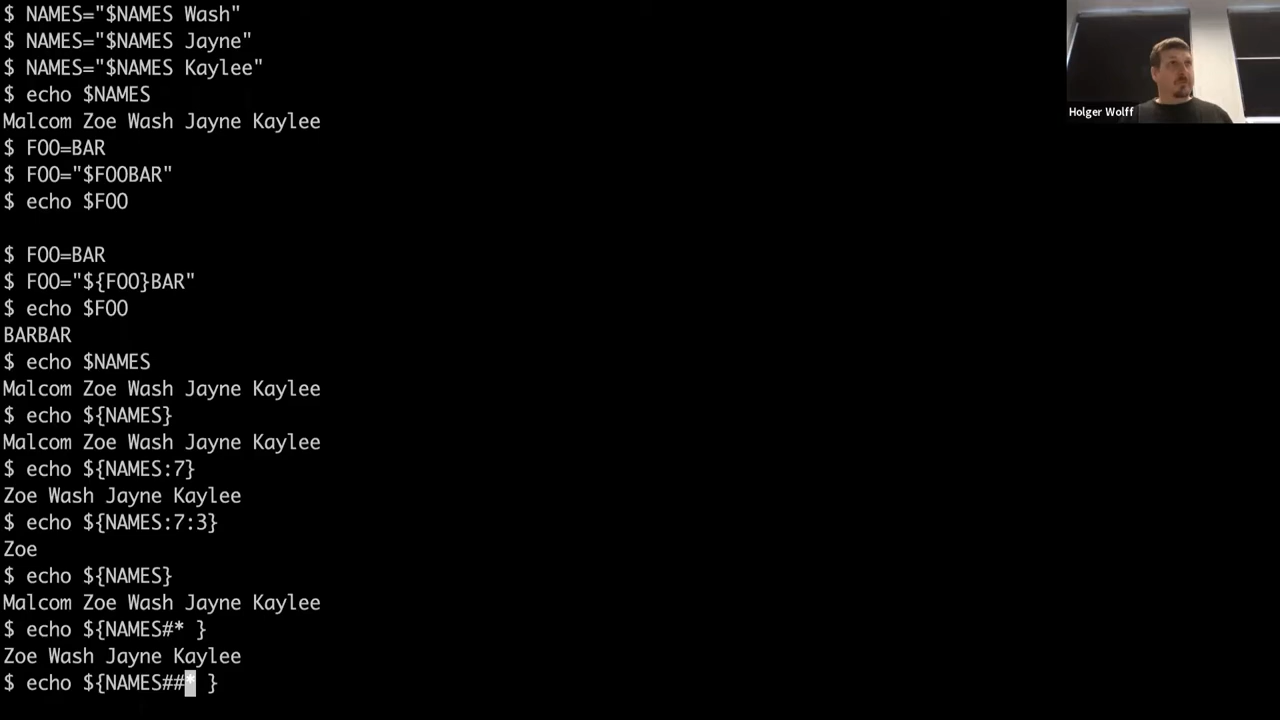 $ NAMES="$NAMES Wash"
$ NAMES="$NAMES Jayne"
$ NAMES="$NAMES Kaylee"
$ echo $NAMES
Malcom Zoe Wash Jayne Kaylee
$ FOO=BAR
$ FOO="$FOOBAR"
$ echo $FOO
$ FOO=BAR
$ FOO="${FOO}BAR"
$ echo $FOO
BARBAR
$ echo $NAMES
Malcom Zoe Wash Jayne Kaylee
$ echo ${NAMES}
Malcom Zoe Wash Jayne Kaylee
$ echo ${NAMES:7}
Zoe Wash Jayne Kaylee
$ echo ${NAMES:7:3}
Zoe
$ echo ${NAMES}
Malcom Zoe Wash Jayne Kaylee
$ echo ${NAMES#* }
Zoe Wash Jayne Kaylee
$ echo ${NAMES##* }
Holger Wolff